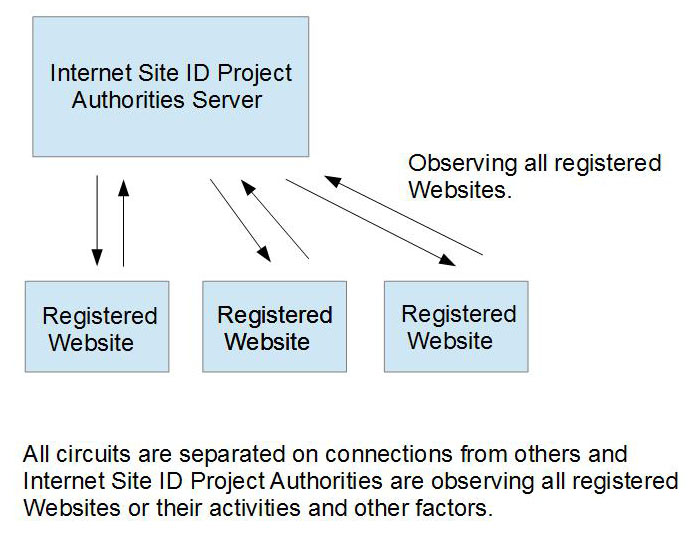 Internet Site ID Project
Authorities Server
Observing all registered
Websites.
Registered
Website
Registered
Website
Registered
Website
All circuits are separated on connections from others and
Internet Site ID Project Authorities are observing all registered
Websites or their activities and other factors.